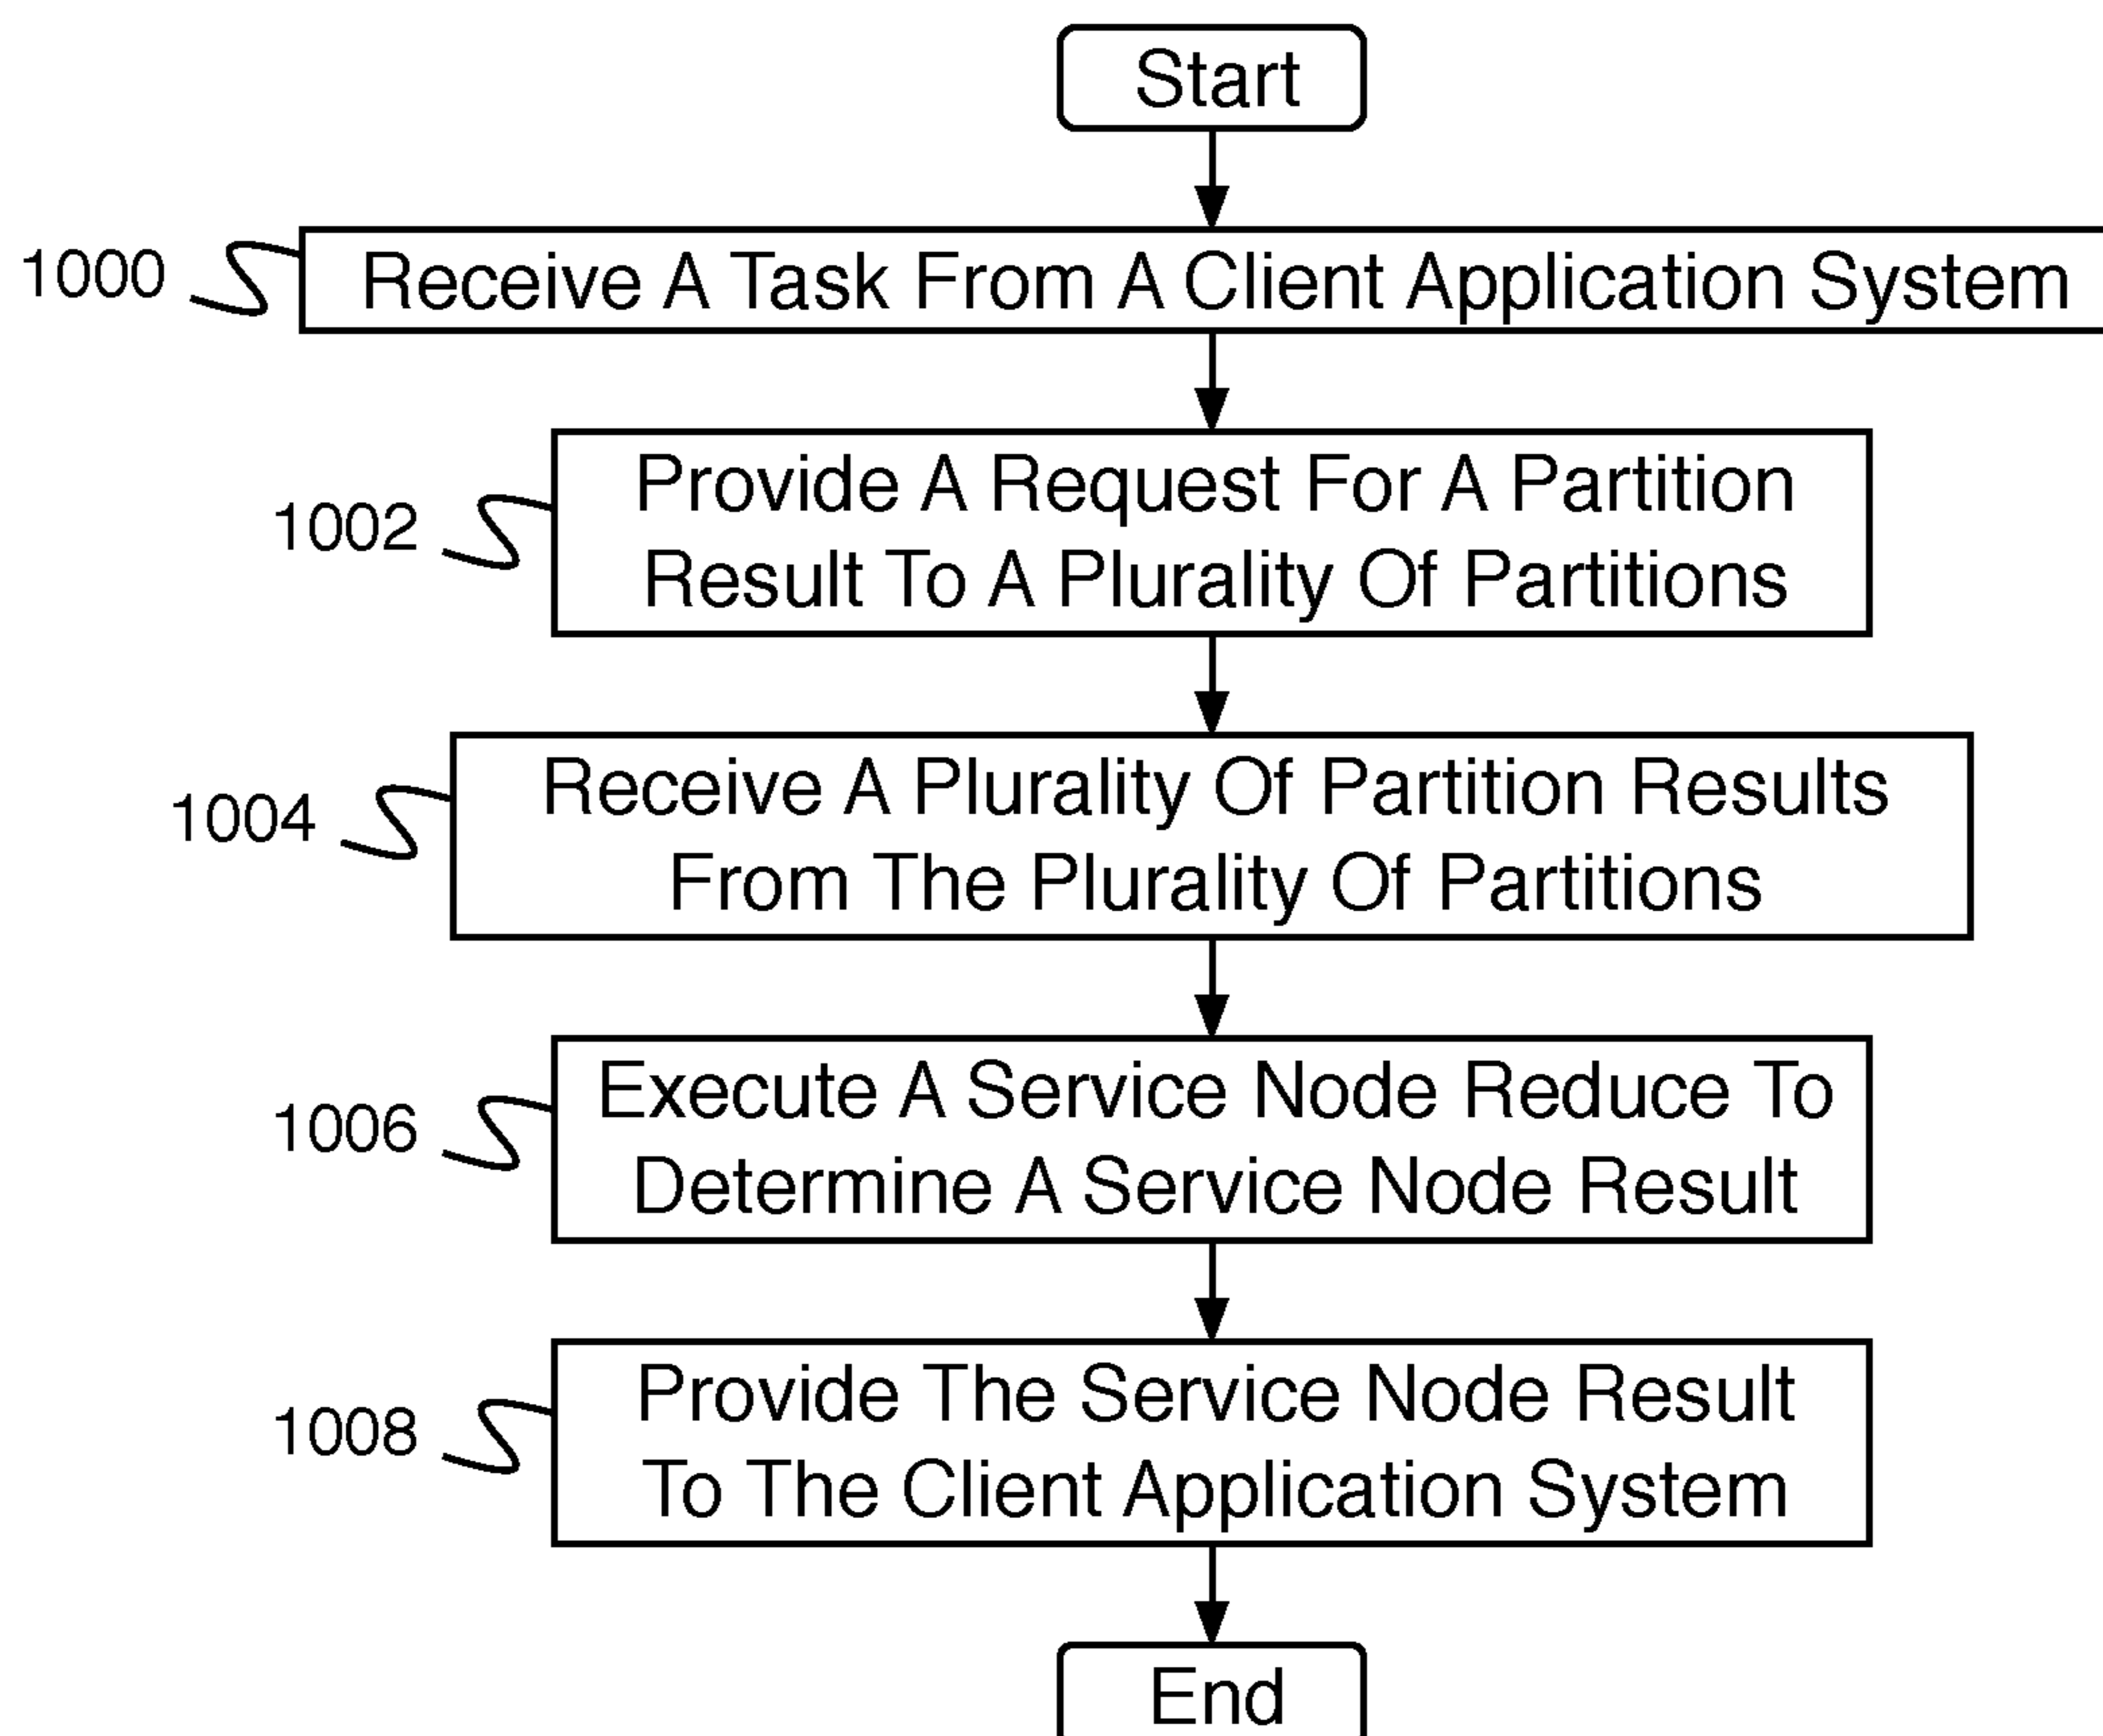 Start
1000
Receive A Task From A Client Application System
1002
Provide A Request For A Partition
Result To A Plurality Of Partitions
1004
Receive A Plurality Of Partition Results
From The Plurality Of Partitions
1006
Execute A Service Node Reduce To
Determine A Service Node Result
1008
Provide The Service Node Result
To The Client Application System
End